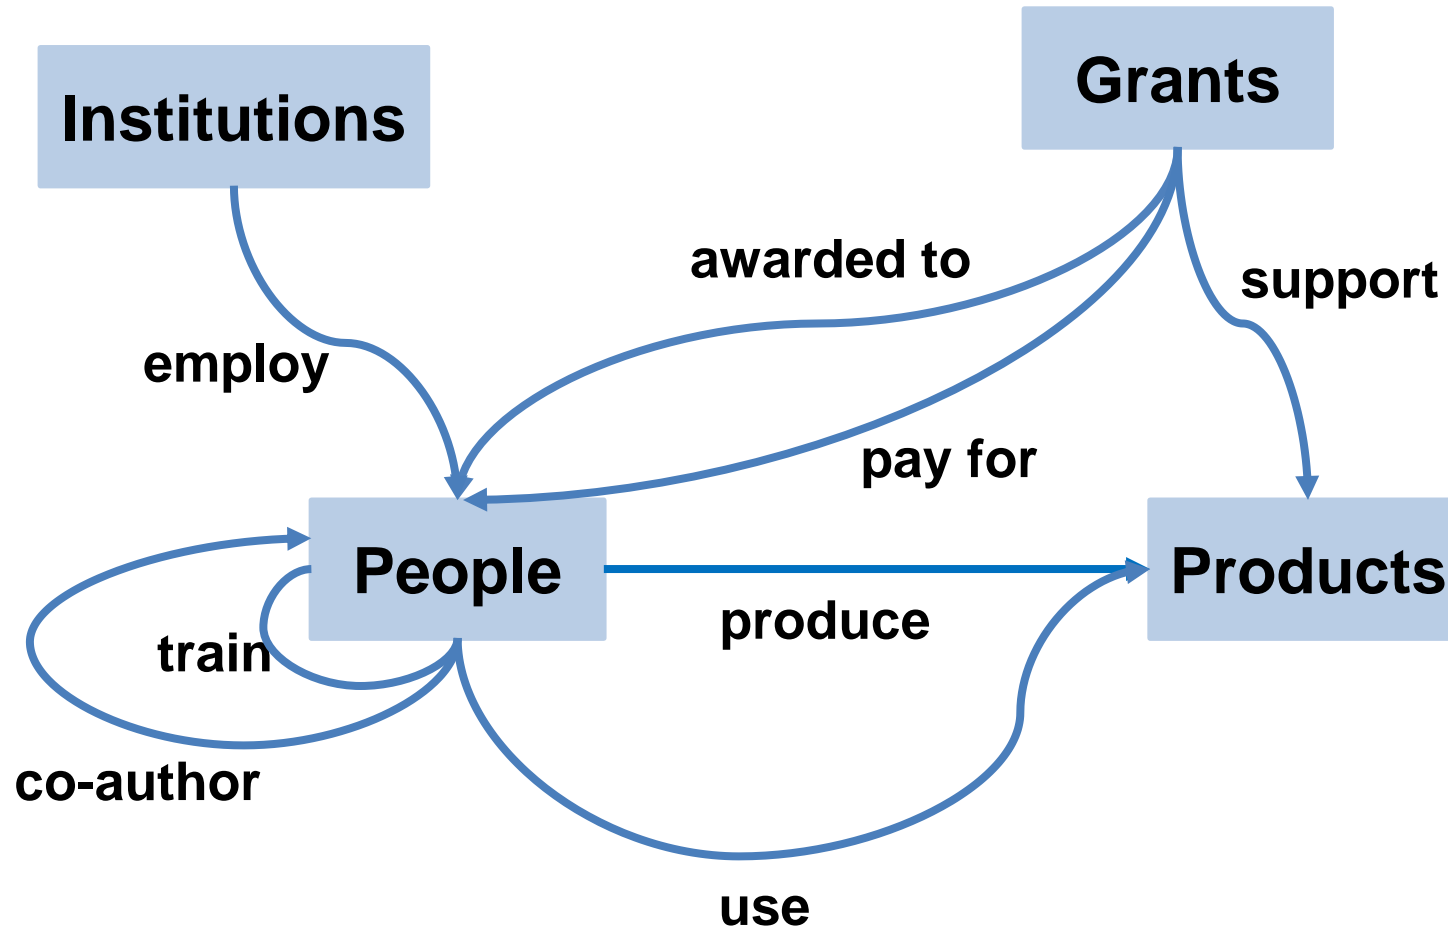 Grants
Institutions
awarded to
support
employ
pay for
People
Products
produce
train
co-author
use